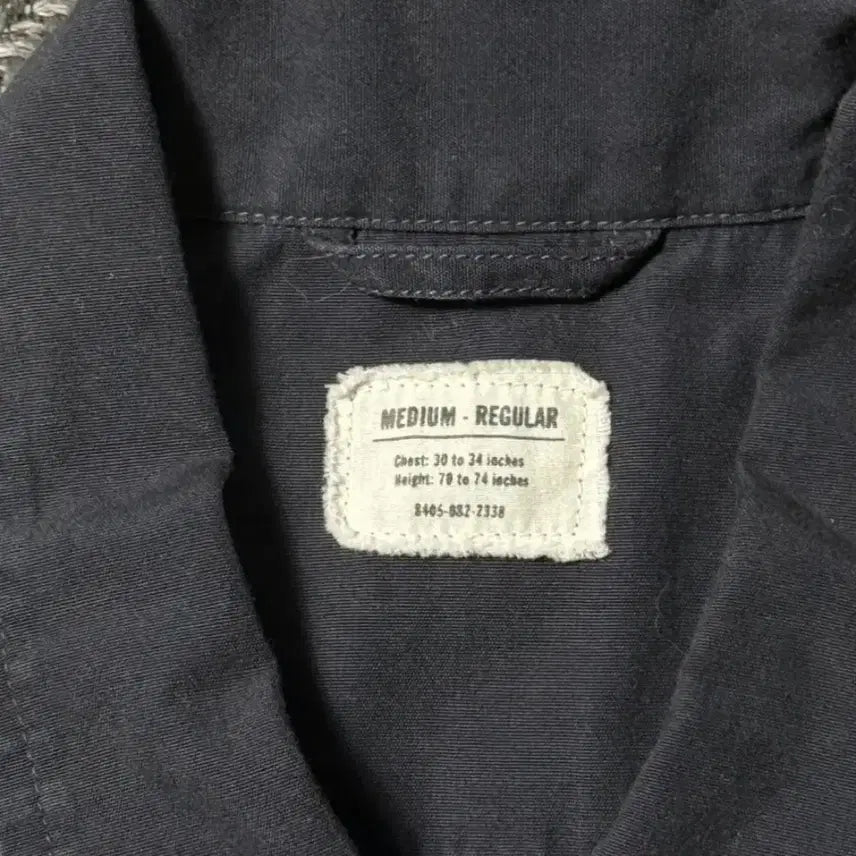 MEDIUM - REGULAR
Chest: 30 to 34 inches
Height: 70 to 74 inches
8405-082-2338